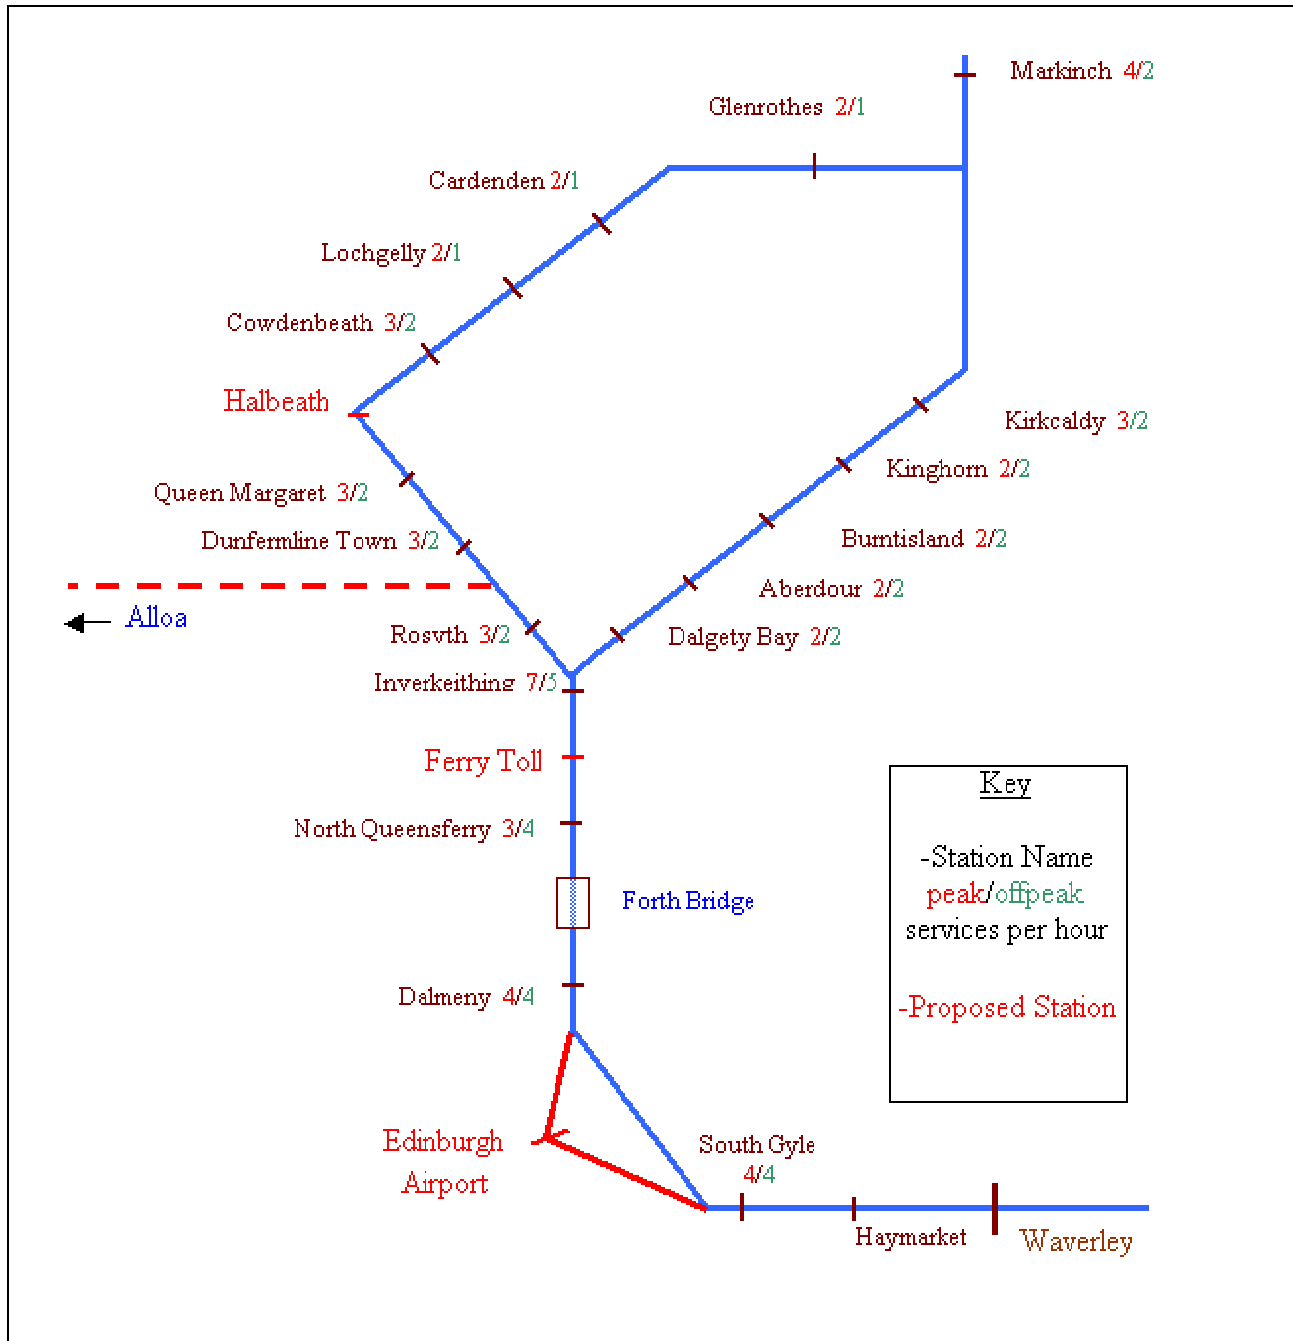 Markinch 4/2
Glenrothes 2/1
Cardenden 2/1
Lochgelly 2/1
Cowdenbeath 3/2
Halbeath
Kirkcaldy 3/2
Kinghorn 2/2
Queen Margaret 3/2
Dunfermline Town 3/2
Burntisland 2/2
Aberdour 2/2
Alloa
Rosyth 3/2
Dalgety Bay 2/2
Inverkeithing 7/5
Ferry Toll
North Queensferry 3/4
Forth Bridge
Dalmeny 4/4
Key
-Station Name
peak/offpeak
services per hour
-Proposed Station
Edinburgh
Airport
South Gyle
4/4
Haymarket
Waverley